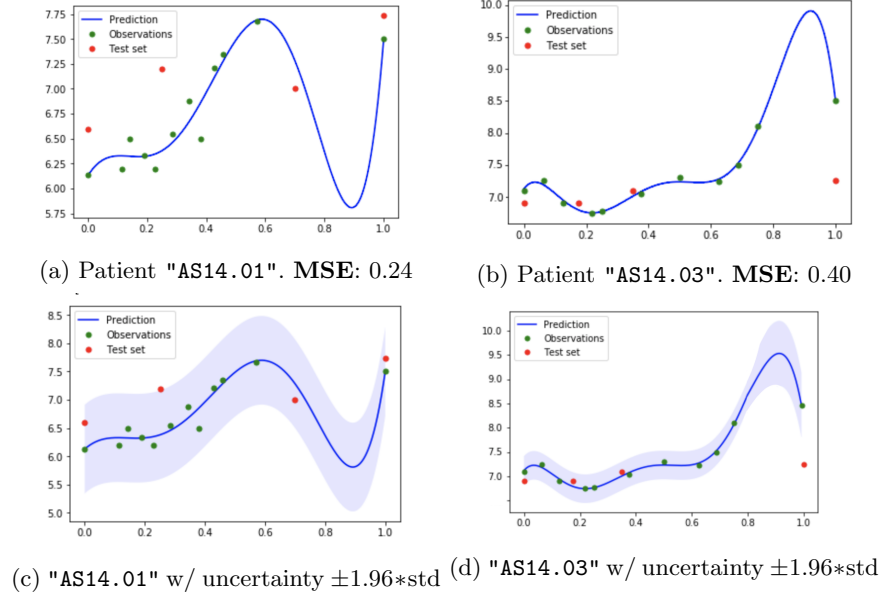 Prediction
Observations
Test set
7.75
7.50
7.25
7.00
6.75
6.50
6.25
6.00
5.75
0.0 0.2 0.4 0.6 0.8 1.0
(a) Patient "AS14.01". MSE: 0.24
Prediction
Observations
Test set
10.0
9.5
9.0
8.5
8.0
7.5
7.0
0.0 0.2 0.4 0.6 0.8 1.0
(b) Patient "AS14.03". MSE: 0.40
Prediction
Observations
Test set
8.5
8.0
7.5
7.0
6.5
6.0
5.5
5.0
0.0 0.2 0.4 0.6 0.8 1.0
(c) "AS14.01" w/ uncertainty ±1.96*std
Prediction
Observations
Test set
10.0
9.5
9.0
8.5
8.0
7.5
7.0
0.0 0.2 0.4 0.6 0.8 1.0
(d) "AS14.03" w/ uncertainty ±1.96*std